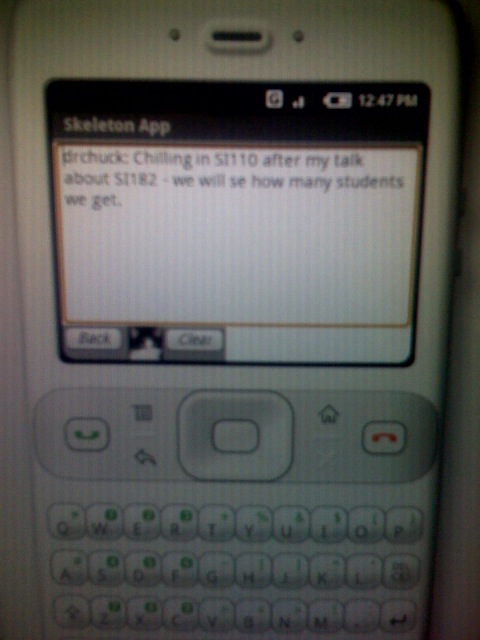 G 12:47 PM
Skeleton App
drchuck: Chilling in SI110 after my talk
about SI182 - we will se how many students
we get.
Back Clear
Q W E R T Y U I O P
A S D F G H J K L
Z X C V B N M